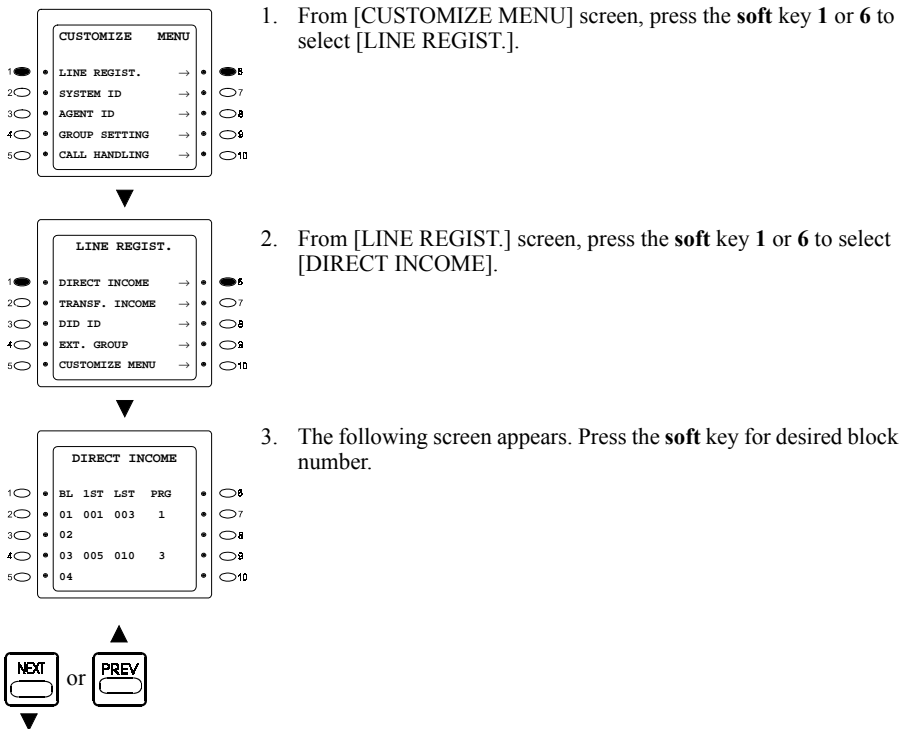 1. From [CUSTOMIZE MENU] screen, press the soft key 1 or 6 to
select [LINE REGIST.].
CUSTOMIZE MENU
1 LINE REGIST. → 6
2 SYSTEM ID → 7
3 AGENT ID → 8
4 GROUP SETTING → 9
5 CALL HANDLING → 10
2. From [LINE REGIST.] screen, press the soft key 1 or 6 to select
[DIRECT INCOME].
LINE REGIST.
1 DIRECT INCOME → 6
2 TRANSF. INCOME → 7
3 DID ID → 8
4 EXT. GROUP → 9
5 CUSTOMIZE MENU → 10
3. The following screen appears. Press the soft key for desired block
number.
DIRECT INCOME
1 BL 1ST LST PRG 6
2 01 001 003 1 7
3 02 8
4 03 005 010 3 9
5 04 10
NEXT or PREV